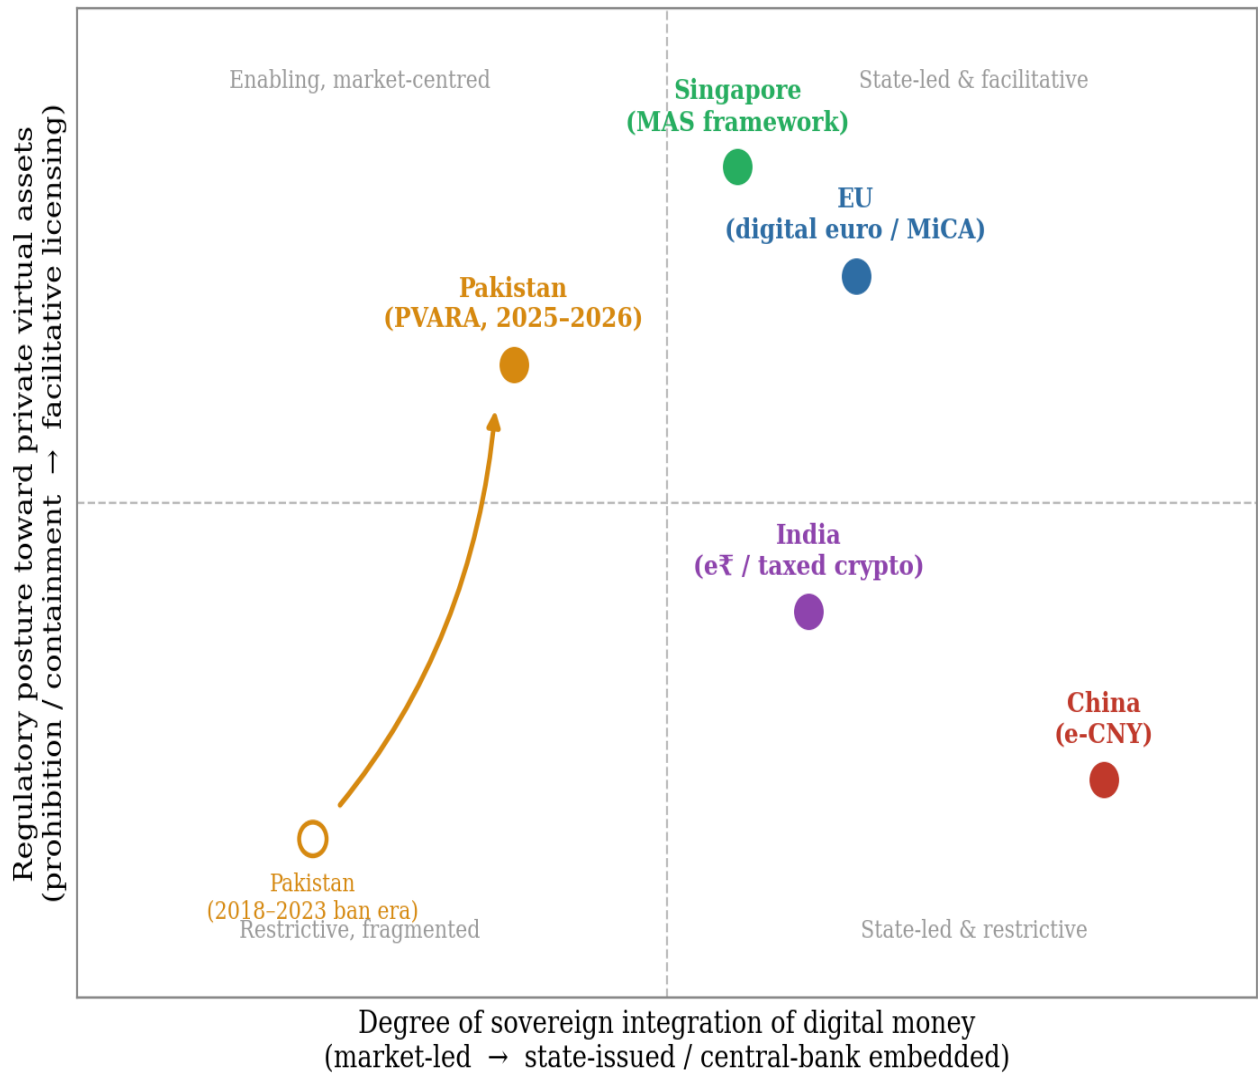 Enabling, market-centred
State-led & facilitative
Singapore
(MAS framework)
EU
(digital euro / MiCA)
Pakistan
(PVARA, 2025–2026)
India
(e₹ / taxed crypto)
China
(e-CNY)
Pakistan
(2018–2023 ban era)
Restrictive, fragmented
State-led & restrictive
Regulatory posture toward private virtual assets
(prohibition / containment → facilitative licensing)
Degree of sovereign integration of digital money
(market-led → state-issued / central-bank embedded)